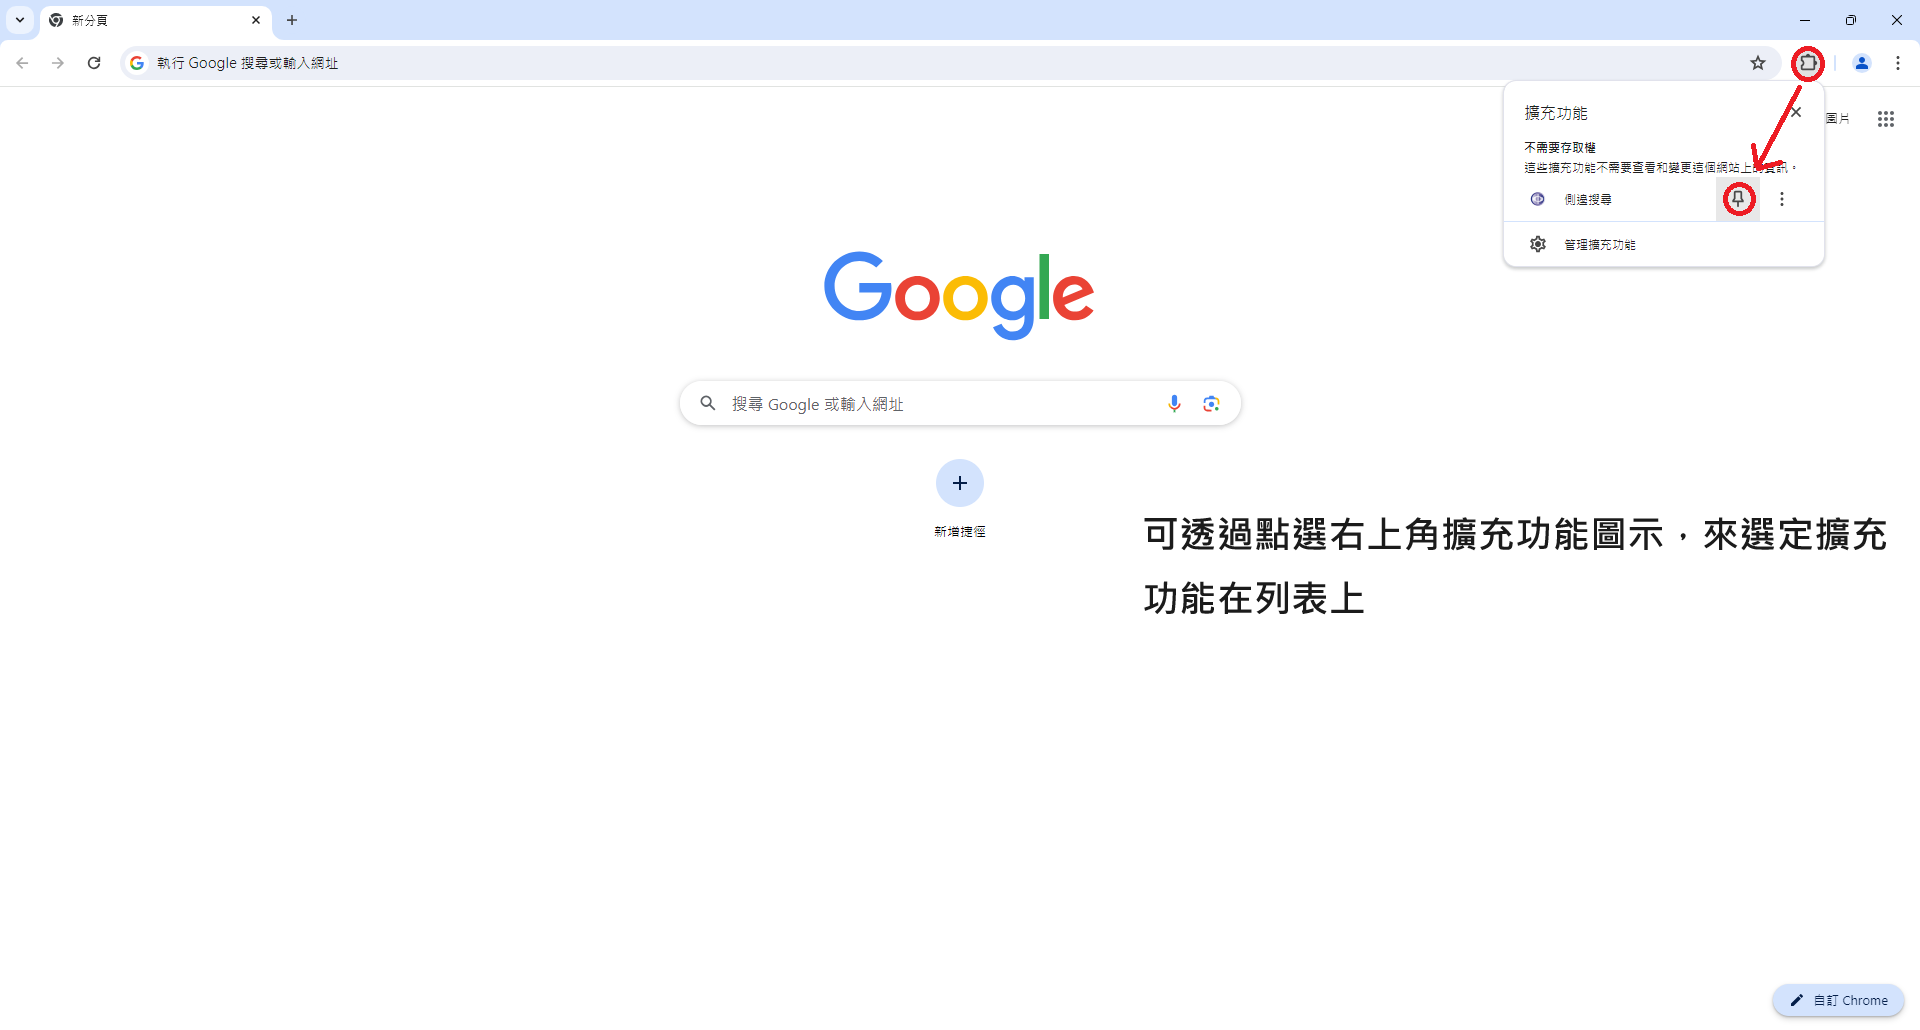 新分頁
執行 Google 搜尋或輸入網址
擴充功能
圖片
不需要存取權
這些擴充功能不需要查看和變更這個網站上的資訊。
側邊搜尋
管理擴充功能
Google
搜尋 Google 或輸入網址
新增捷徑
可透過點選右上角擴充功能圖示，來選定擴充
功能在列表上
自訂 Chrome